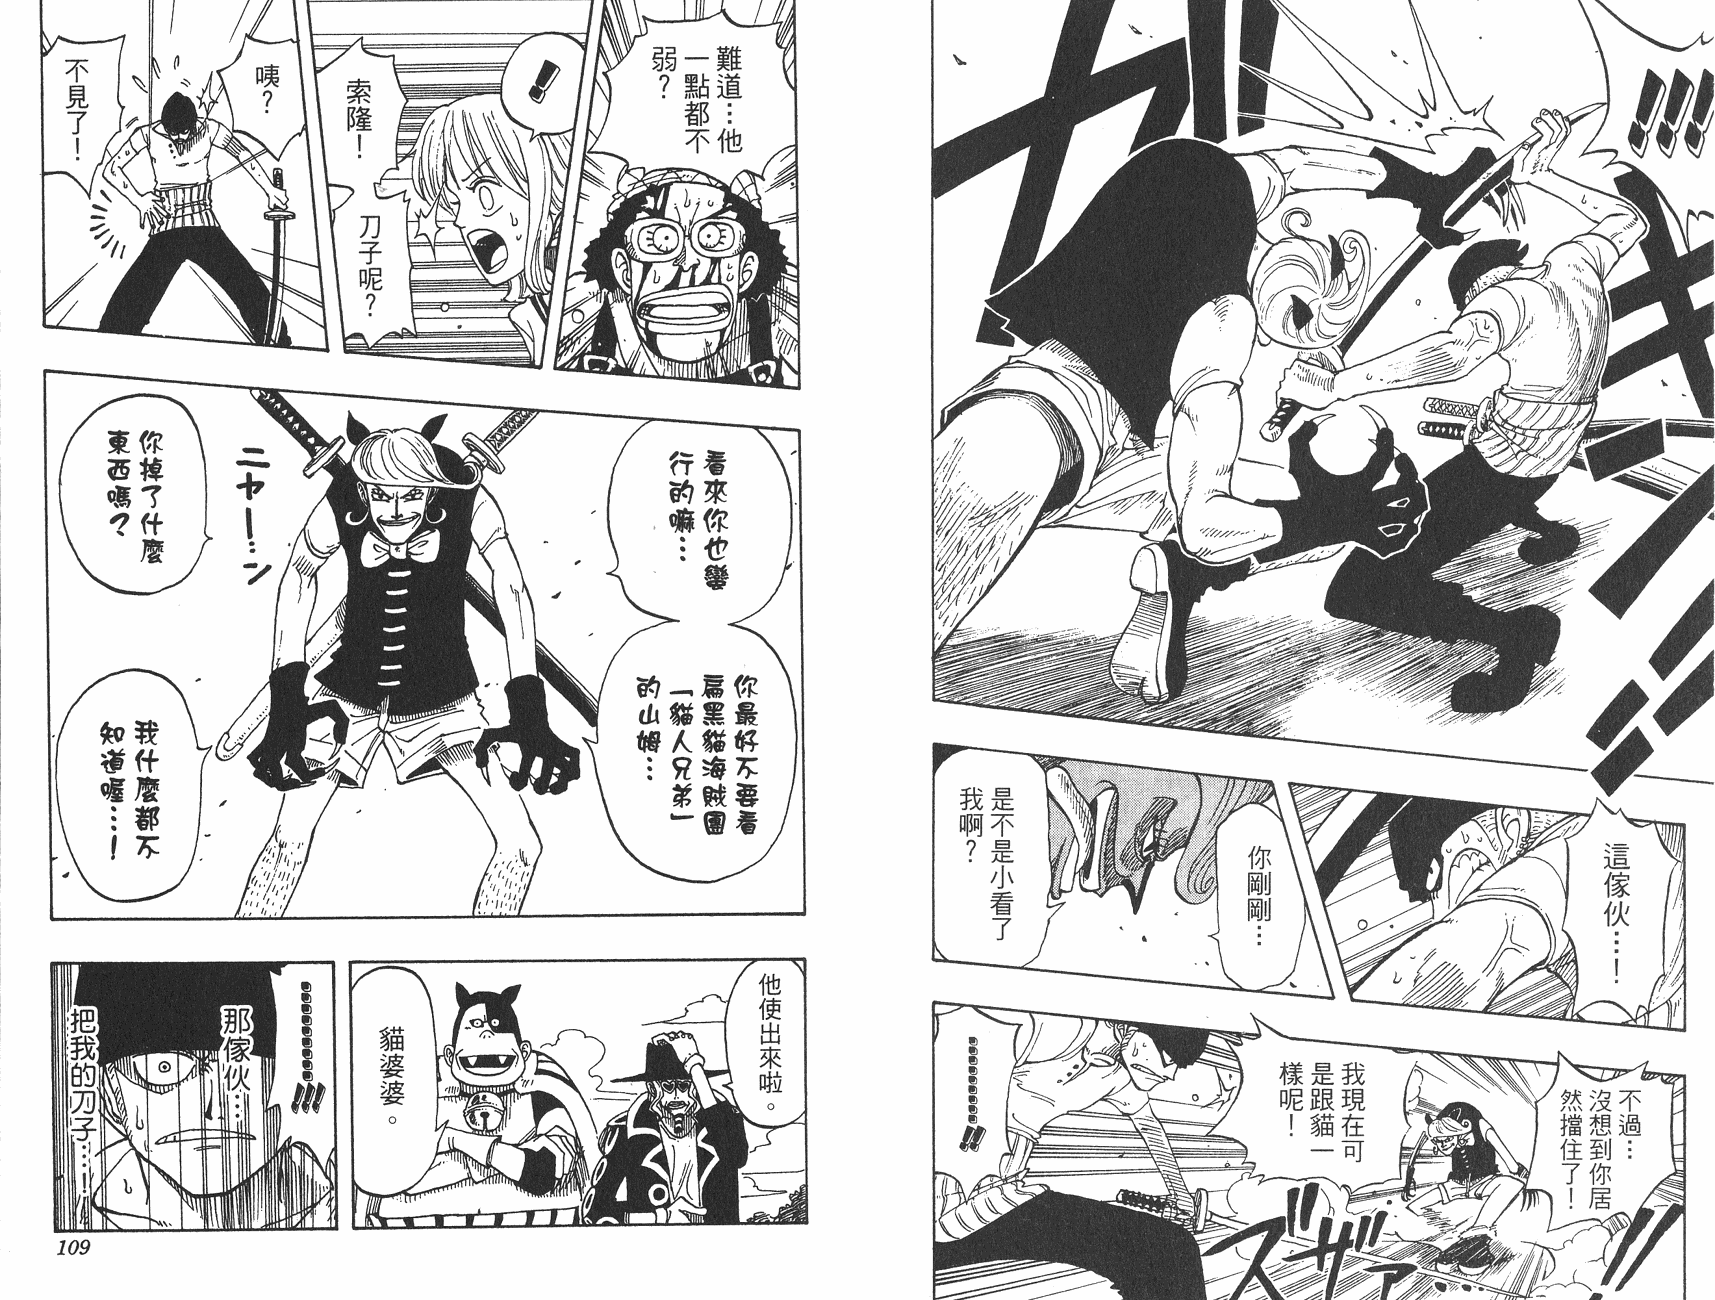 ガ
キ
!!!
這傢伙…!
你剛剛…
是不是小看了
我啊?
不過…
沒想到你居
然擋住了!
我現在可
是跟貓一
樣呢!
!!
ズザァ
!!
難道…他
一點都不
弱?
!
索隆!
刀子呢?
咦?
不見了!
看來你也蠻
行的嘛…
你最好不要看
扁黑貓海賊團
「貓人兄弟」
的山姆…
ニャー…ン
你掉了什麼
東西嗎?
我什麼都不
知道喔…!
他使出來啦。
貓婆婆。
…………!!!
那傢伙…
把我的刀子…!
109